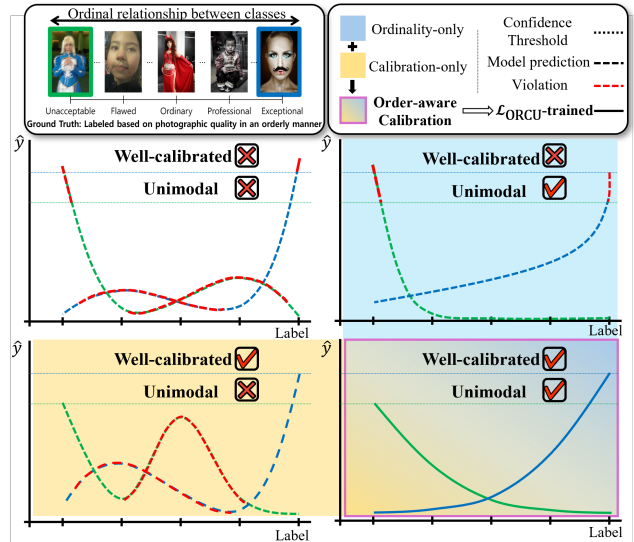 Ordinal relationship between classes
... ... ... ...
Unacceptable Flawed Ordinary Professional Exceptional
Ground Truth: Labeled based on photographic quality in an orderly manner
Ordinality-only
+
Calibration-only
Order-aware
Calibration
Confidence
Threshold
Model prediction
Violation
ℒORCU-trained
ŷ
Well-calibrated
Unimodal
Label
ŷ
Well-calibrated
Unimodal
Label
ŷ
Well-calibrated
Unimodal
Label
ŷ
Well-calibrated
Unimodal
Label